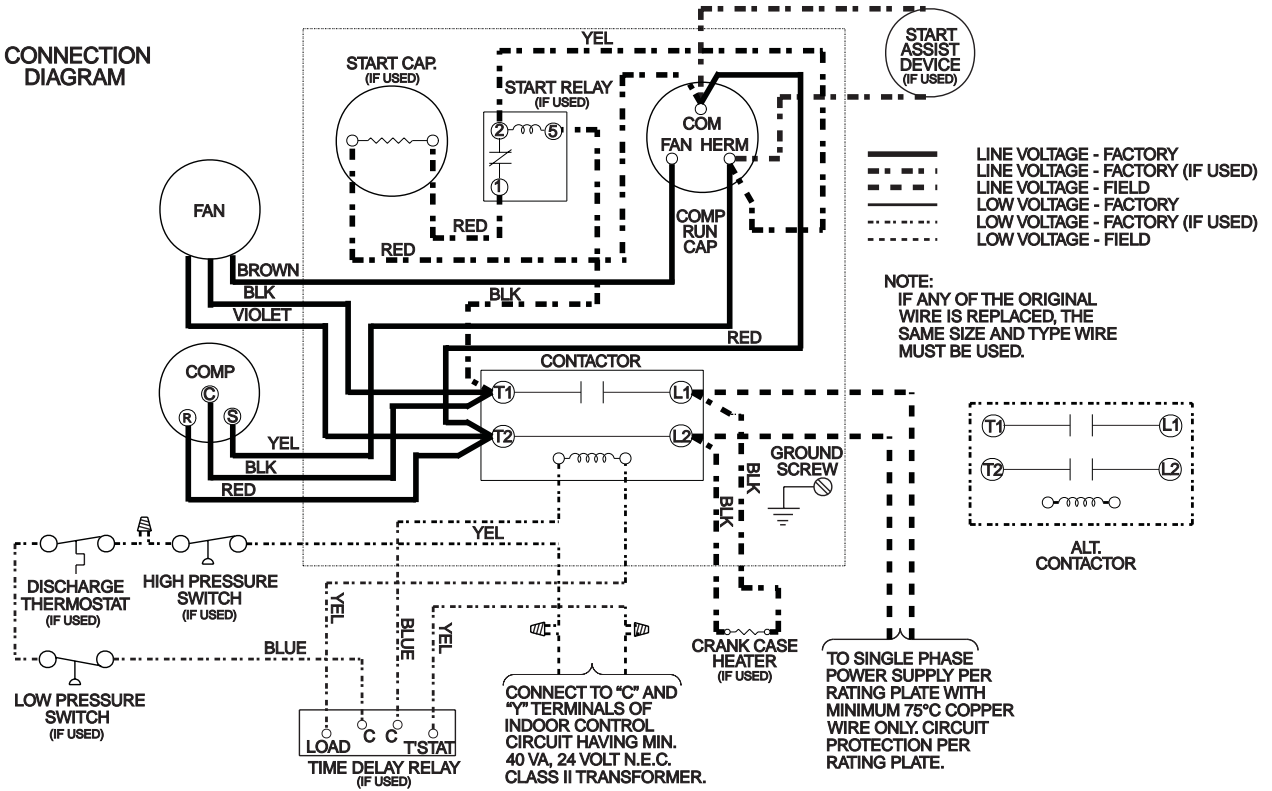 CONNECTION
DIAGRAM
START CAP.
(IF USED)
START RELAY
(IF USED)
2
5
1
YEL
COM
FAN HERM
COMP
RUN
CAP
START
ASSIST
DEVICE
(IF USED)
LINE VOLTAGE - FACTORY
LINE VOLTAGE - FACTORY (IF USED)
LINE VOLTAGE - FIELD
LOW VOLTAGE - FACTORY
LOW VOLTAGE - FACTORY (IF USED)
LOW VOLTAGE - FIELD
NOTE:
IF ANY OF THE ORIGINAL
WIRE IS REPLACED, THE
SAME SIZE AND TYPE WIRE
MUST BE USED.
FAN
RED
RED
BROWN
BLK
VIOLET
BLK
RED
COMP
C
R
S
YEL
BLK
RED
CONTACTOR
T1
L1
T2
L2
BLK
BLK
GROUND
SCREW
T1
L1
T2
L2
ALT.
CONTACTOR
YEL
DISCHARGE
THERMOSTAT
(IF USED)
HIGH PRESSURE
SWITCH
(IF USED)
YEL
BLUE
YEL
BLUE
LOW PRESSURE
SWITCH
(IF USED)
CRANK CASE
HEATER
(IF USED)
LOAD
C
C
T'STAT
TIME DELAY RELAY
(IF USED)
CONNECT TO "C" AND
"Y" TERMINALS OF
INDOOR CONTROL
CIRCUIT HAVING MIN.
40 VA, 24 VOLT N.E.C.
CLASS II TRANSFORMER.
TO SINGLE PHASE
POWER SUPPLY PER
RATING PLATE WITH
MINIMUM 75°C COPPER
WIRE ONLY. CIRCUIT
PROTECTION PER
RATING PLATE.